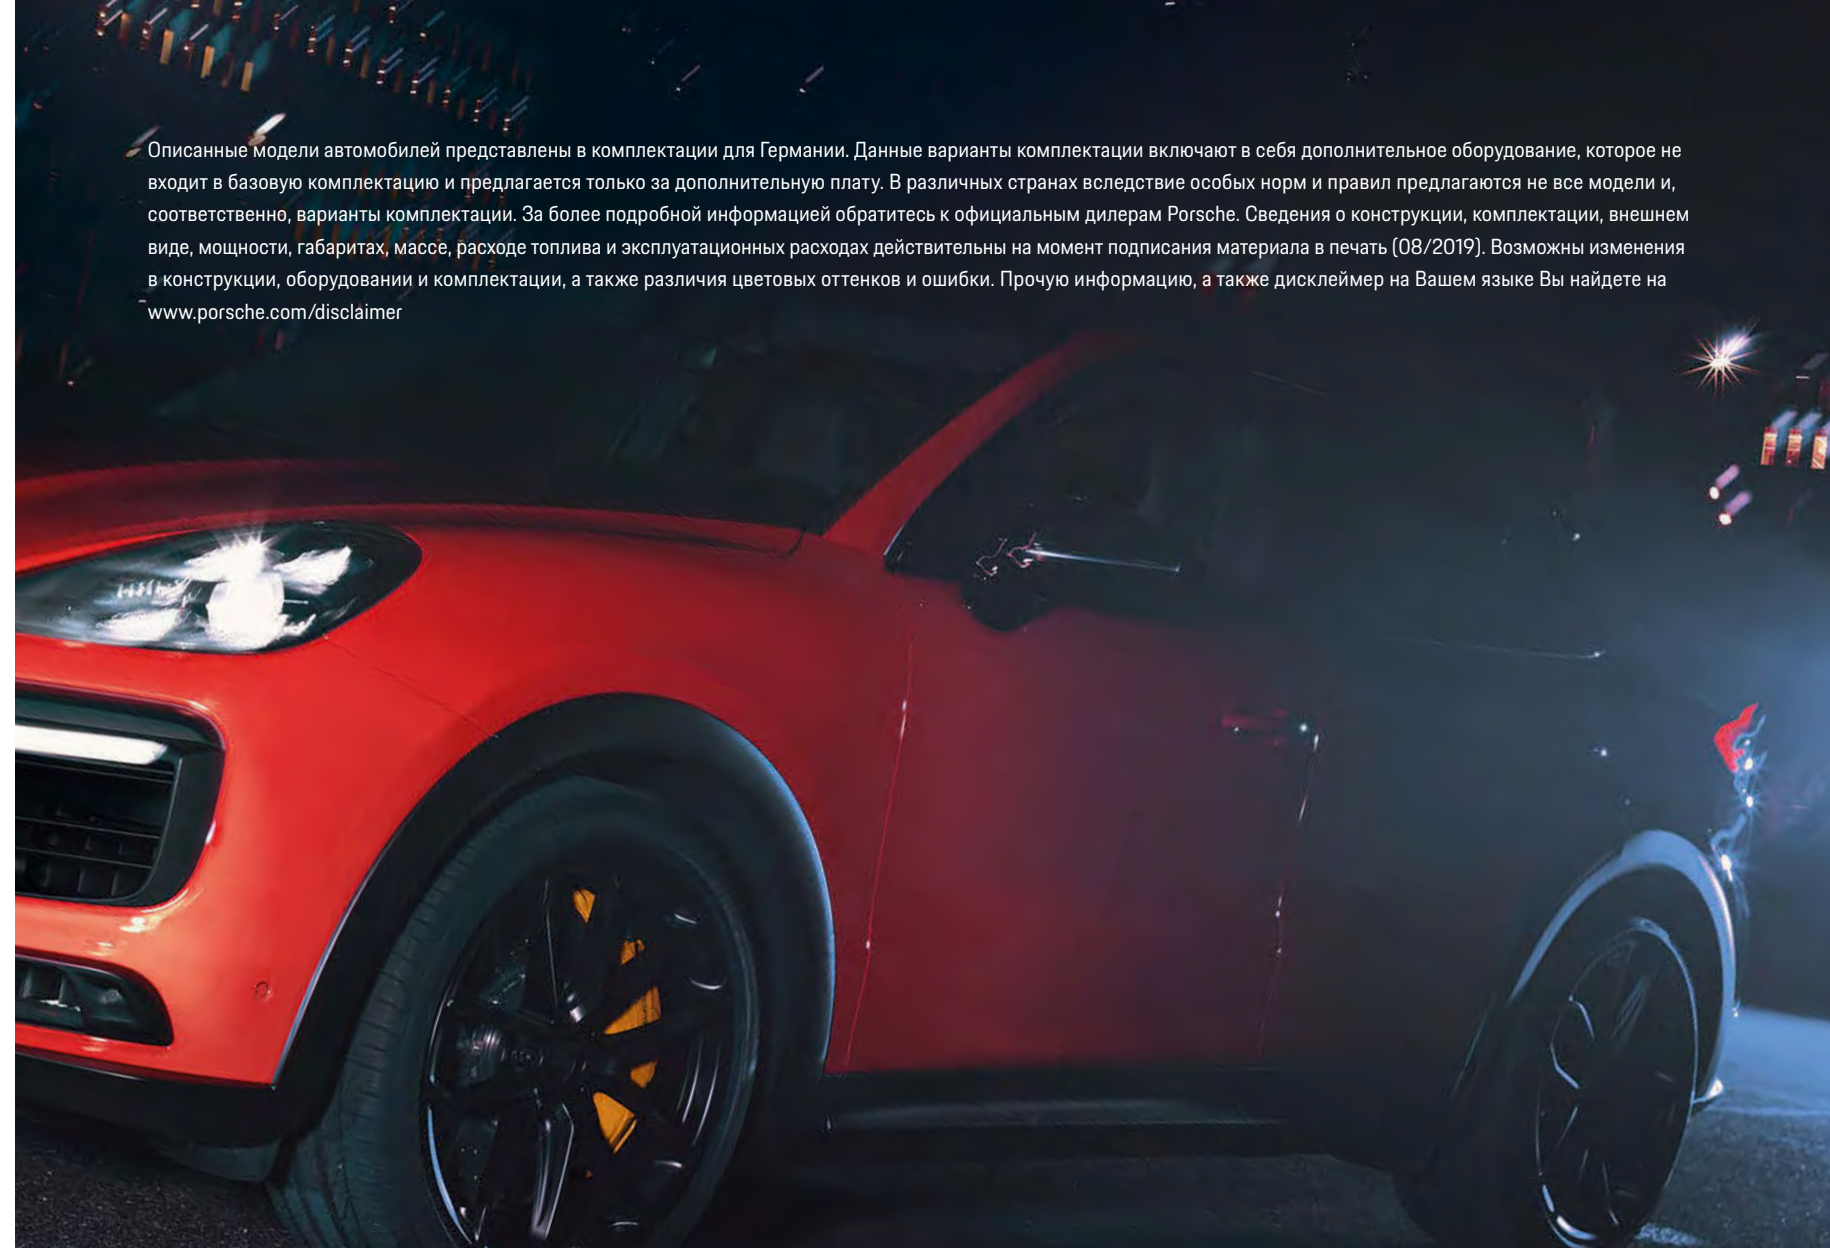 Описанные модели автомобилей представлены в комплектации для Германии. Данные варианты комплектации включают в себя дополнительное оборудование, которое не
входит в базовую комплектацию и предлагается только за дополнительную плату. В различных странах вследствие особых норм и правил предлагаются не все модели и,
соответственно, варианты комплектации. За более подробной информацией обратитесь к официальным дилерам Porsche. Сведения о конструкции, комплектации, внешнем
виде, мощности, габаритах, массе, расходе топлива и эксплуатационных расходах действительны на момент подписания материала в печать (08/2019). Возможны изменения
в конструкции, оборудовании и комплектации, а также различия цветовых оттенков и ошибки. Прочую информацию, а также дисклеймер на Вашем языке Вы найдете на
www.porsche.com/disclaimer